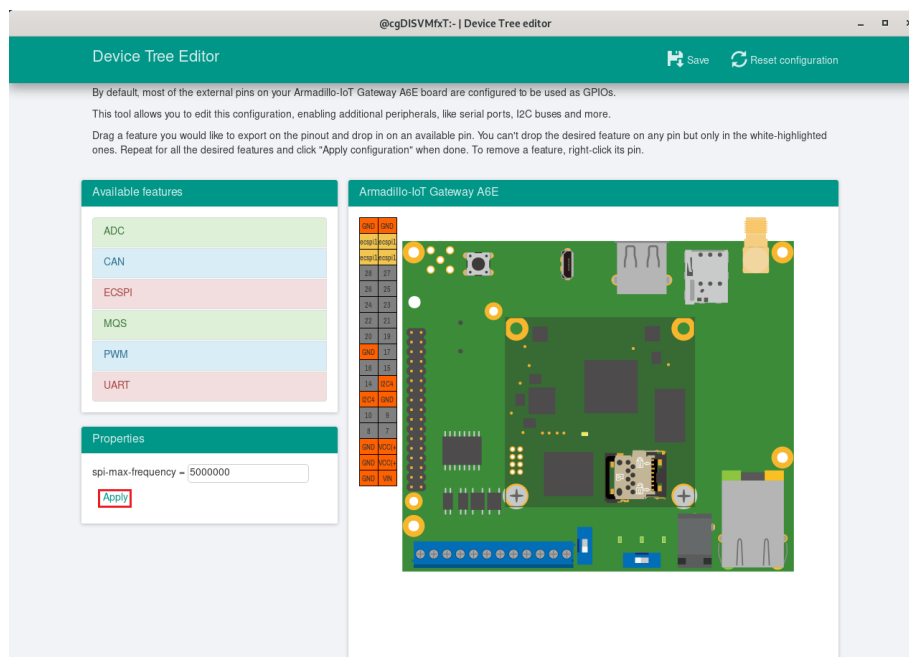 @cgDISVMfxT:~ | Device Tree editor
Device Tree Editor
Save
Reset configuration
By default, most of the external pins on your Armadillo-IoT Gateway A6E board are configured to be used as GPIOs.
This tool allows you to edit this configuration, enabling additional peripherals, like serial ports, I2C buses and more.
Drag a feature you would like to export on the pinout and drop in on an available pin. You can't drop the desired feature on any pin but only in the white-highlighted
ones. Repeat for all the desired features and click "Apply configuration" when done. To remove a feature, right-click its pin.
Available features
ADC
CAN
ECSPI
MQS
PWM
UART
Properties
spi-max-frequency = 5000000
Apply
Armadillo-IoT Gateway A6E
GND GND
ecspi1 ecspi1
ecspi1 ecspi1
28 27
26 25
24 23
22 21
20 19
GND 17
16 15
14 I2C4
I2C4 GND
10 9
8 7
GND VCC(+
GND VCC(+
GND VIN